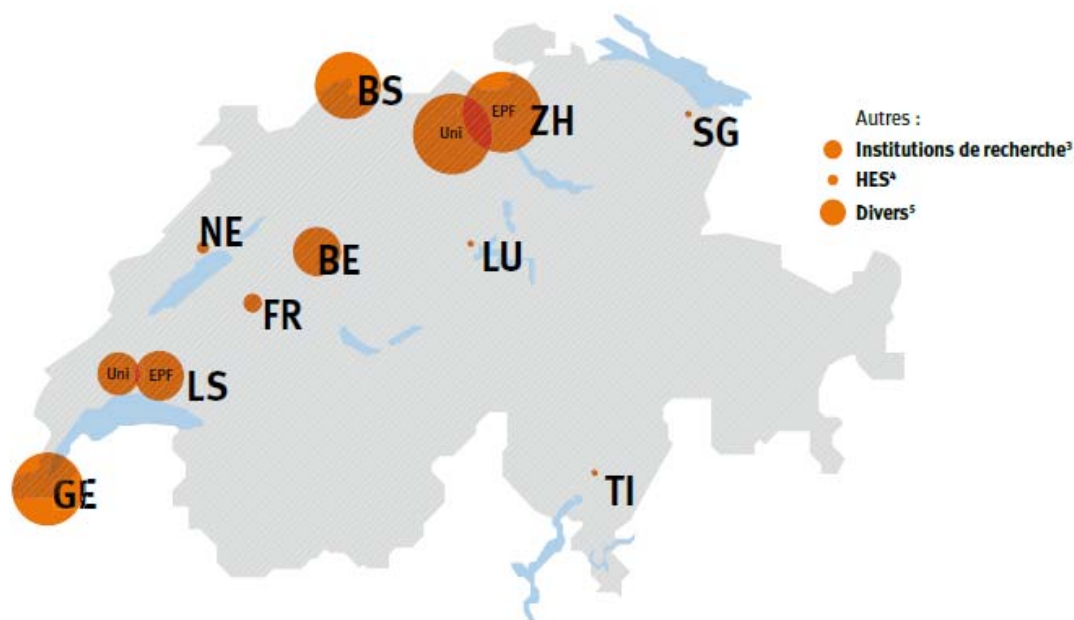 BS
EPF
ZH
Uni
SG
Autres :
Institutions de recherche³
HES⁴
Divers⁵
NE
BE
LU
FR
Uni
EPF
LS
GE
TI